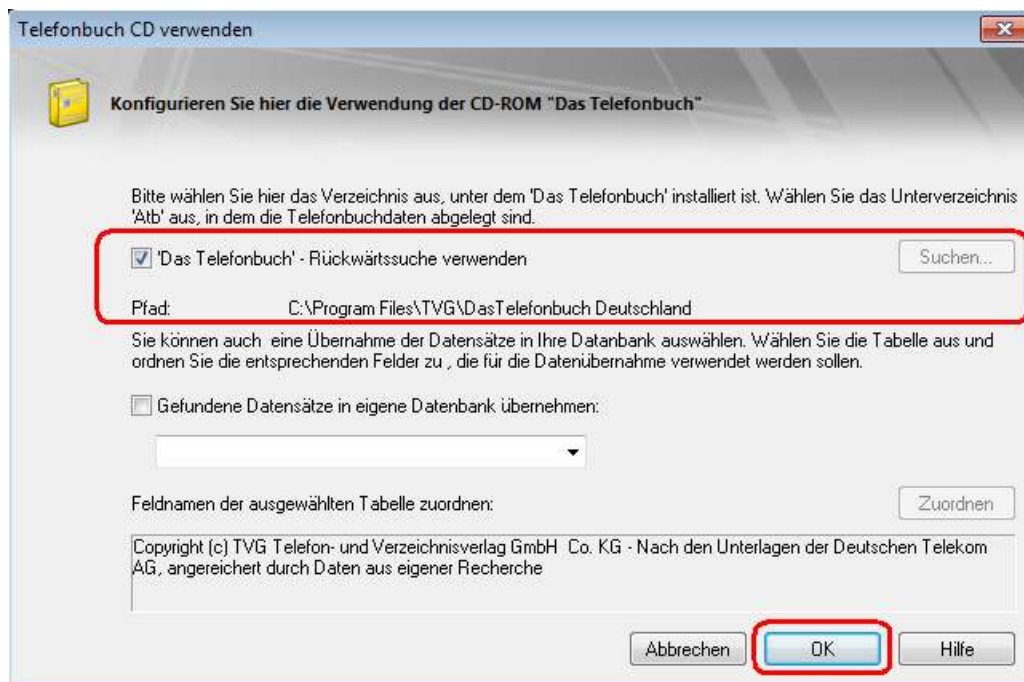 Telefonbuch CD verwenden
Konfigurieren Sie hier die Verwendung der CD-ROM "Das Telefonbuch"
Bitte wählen Sie hier das Verzeichnis aus, unter dem 'Das Telefonbuch' installiert ist. Wählen Sie das Unterverzeichnis
'Atb' aus, in dem die Telefonbuchdaten abgelegt sind.
'Das Telefonbuch' - Rückwärtssuche verwenden
Suchen...
Pfad: C:\Program Files\TVG\DasTelefonbuch Deutschland
Sie können auch eine Übernahme der Datensätze in Ihre Datanbank auswählen. Wählen Sie die Tabelle aus und
ordnen Sie die entsprechenden Felder zu , die für die Datenübernahme verwendet werden sollen.
Gefundene Datensätze in eigene Datenbank übernehmen:
Feldnamen der ausgewählten Tabelle zuordnen:
Zuordnen
Copyright (c) TVG Telefon- und Verzeichnisverlag GmbH Co. KG - Nach den Unterlagen der Deutschen Telekom
AG, angereichert durch Daten aus eigener Recherche
Abbrechen
OK
Hilfe